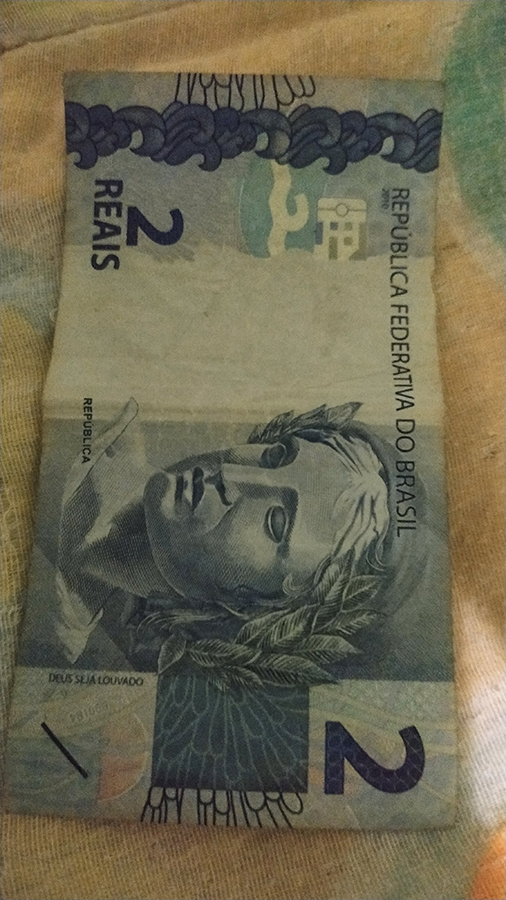 REPÚBLICA FEDERATIVA DO BRASIL
2
REAIS
REPÚBLICA
DEUS SEJA LOUVADO
2